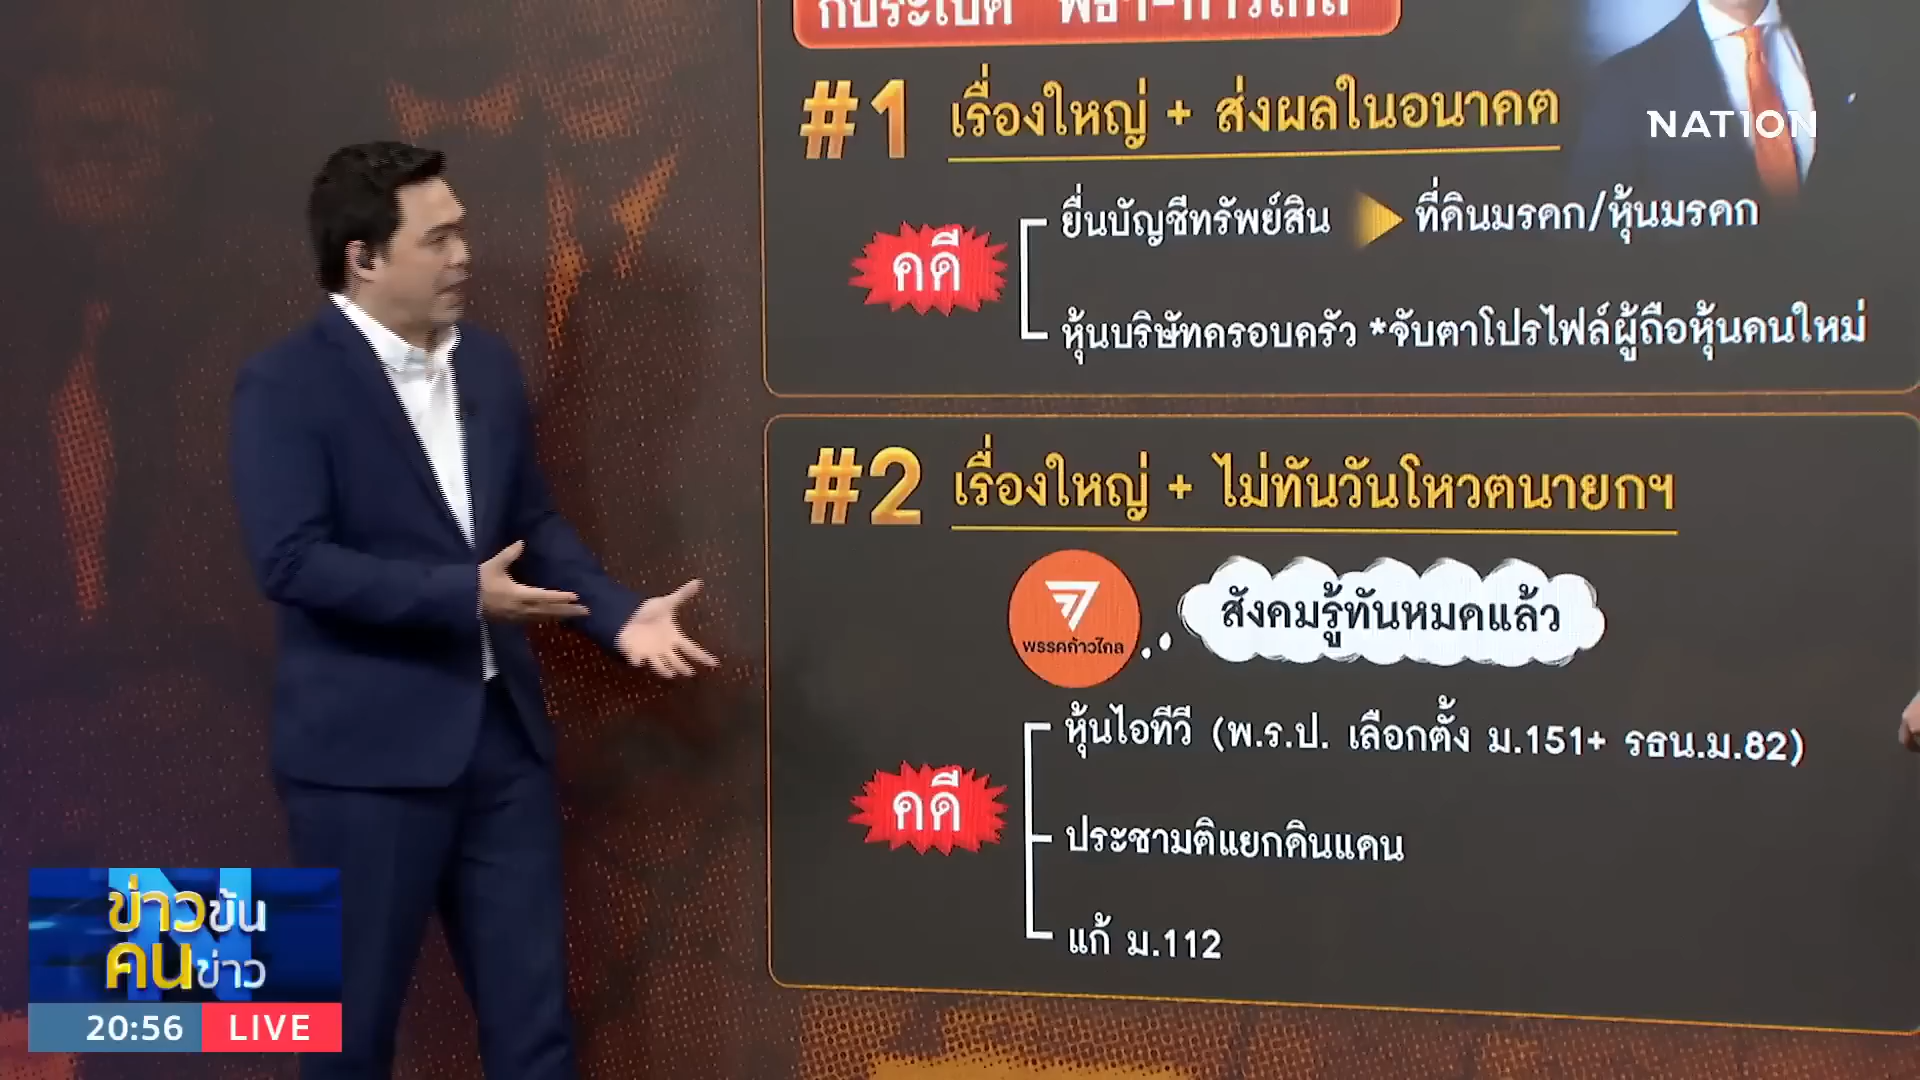 #1 เรื่องใหญ่ + ส่งผลในอนาคต
NATION
คดี
ยื่นบัญชีทรัพย์สิน ที่ดินมรดก/หุ้นมรดก
หุ้นบริษัทครอบครัว *จับตาโปรไฟล์ผู้ถือหุ้นคนใหม่
#2 เรื่องใหญ่ + ไม่ทันวันโหวตนายกฯ
พรรคก้าวไกล
สังคมรู้ทันหมดแล้ว
คดี
หุ้นไอทีวี (พ.ร.ป. เลือกตั้ง ม.151+ รธน.ม.82)
ประชามติแยกดินแดน
แก้ ม.112
ข่าวข้น
คนข่าว
20:56 LIVE